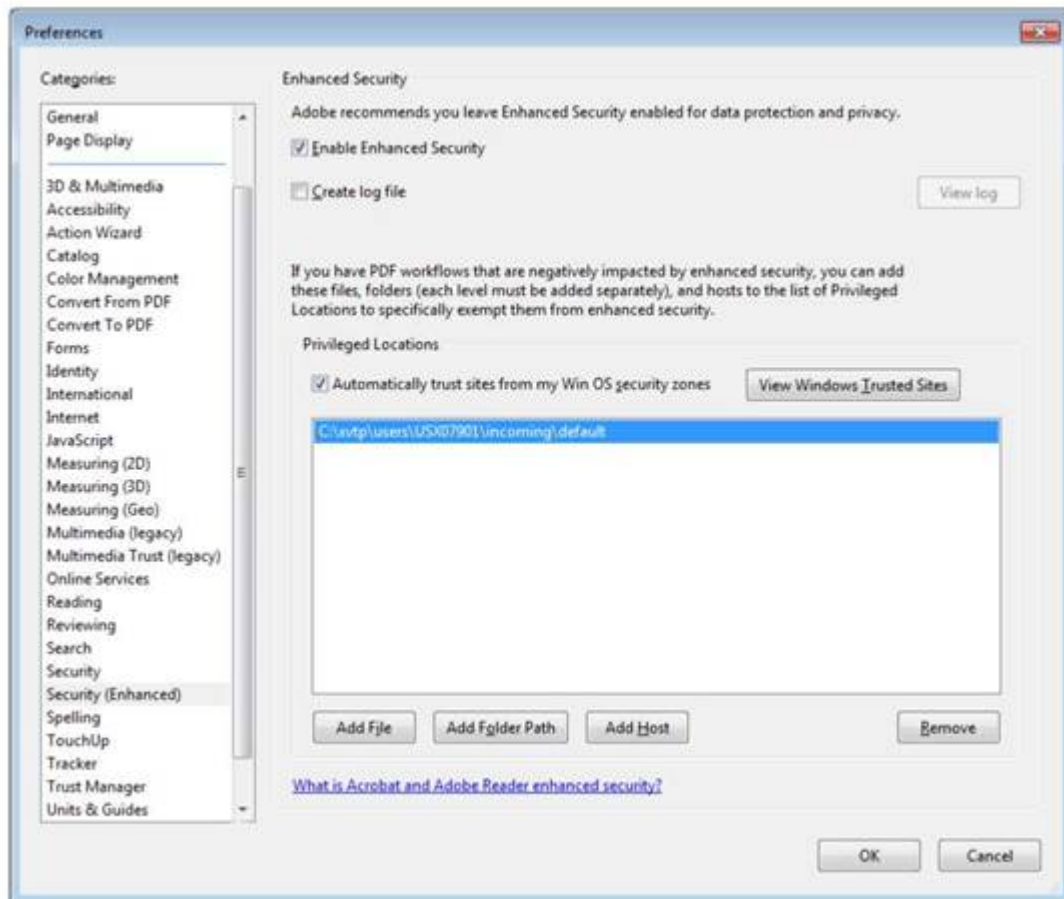 Preferences
Categories:
General
Page Display
3D & Multimedia
Accessibility
Action Wizard
Catalog
Color Management
Convert From PDF
Convert To PDF
Forms
Identity
International
Internet
JavaScript
Measuring (2D)
Measuring (3D)
Measuring (Geo)
Multimedia (legacy)
Multimedia Trust (legacy)
Online Services
Reading
Reviewing
Search
Security
Security (Enhanced)
Spelling
TouchUp
Tracker
Trust Manager
Units & Guides
Enhanced Security
Adobe recommends you leave Enhanced Security enabled for data protection and privacy.
Enable Enhanced Security
Create log file
View log
If you have PDF workflows that are negatively impacted by enhanced security, you can add
these files, folders (each level must be added separately), and hosts to the list of Privileged
Locations to specifically exempt them from enhanced security.
Privileged Locations
Automatically trust sites from my Win OS security zones
View Windows Trusted Sites
C:\avtp\users\USX07901\incoming\default
Add File
Add Folder Path
Add Host
Remove
What is Acrobat and Adobe Reader enhanced security?
OK
Cancel